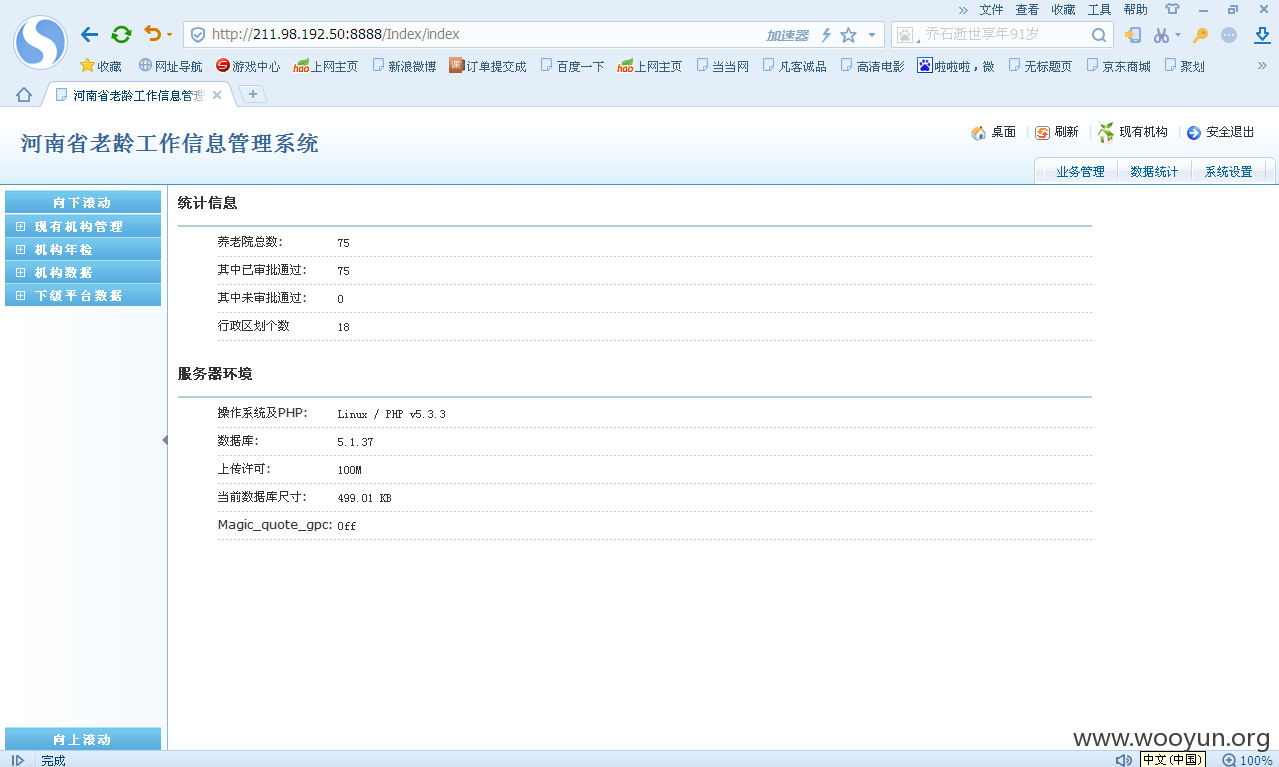 » 文件 查看 收藏 工具 帮助
http://211.98.192.50:8888/Index/index 加速器 乔石逝世享年91岁
收藏 网址导航 游戏中心 hao上网主页 新浪微博 订单提交成 百度一下 hao上网主页 当当网 凡客诚品 高清电影 啦啦啦，微 无标题页 京东商城 聚划 »
河南省老龄工作信息管理
河南省老龄工作信息管理系统
桌面 刷新 现有机构 安全退出
业务管理 数据统计 系统设置
向下滚动
现有机构管理
机构年检
机构数据
下级平台数据
统计信息
养老院总数: 75
其中已审批通过: 75
其中未审批通过: 0
行政区划个数 18
服务器环境
操作系统及PHP: Linux / PHP v5.3.3
数据库: 5.1.37
上传许可: 100M
当前数据库尺寸: 499.01 KB
Magic_quote_gpc: Off
向上滚动
www.wooyun.org
完成 中文(中国) 100%